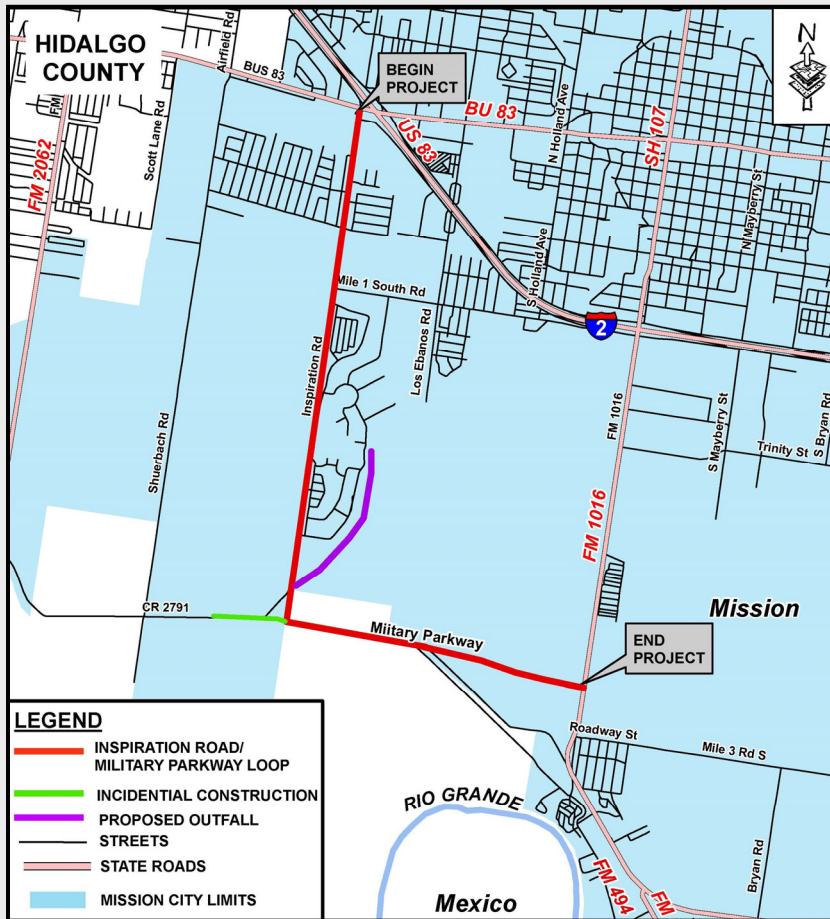 HIDALGO
COUNTY
Airfield Rd
BUS 83
BEGIN
PROJECT
N
BU 83
US 83
N Holland Ave
SH 107
FM
FM 2062
Scott Lane Rd
N Mayberry St
S Holland Ave
Mile 1 South Rd
2
Los Ebanos Rd
Inspiration Rd
Shuerbach Rd
FM 1016
S Mayberry St
S Bryan Rd
Trinity St
FM 1016
CR 2791
Miitary Parkway
Mission
END
PROJECT
Roadway St
Mile 3 Rd S
RIO GRANDE
Bryan Rd
FM 494
FM
Mexico
LEGEND
INSPIRATION ROAD/
MILITARY PARKWAY LOOP
INCIDENTIAL CONSTRUCTION
PROPOSED OUTFALL
STREETS
STATE ROADS
MISSION CITY LIMITS